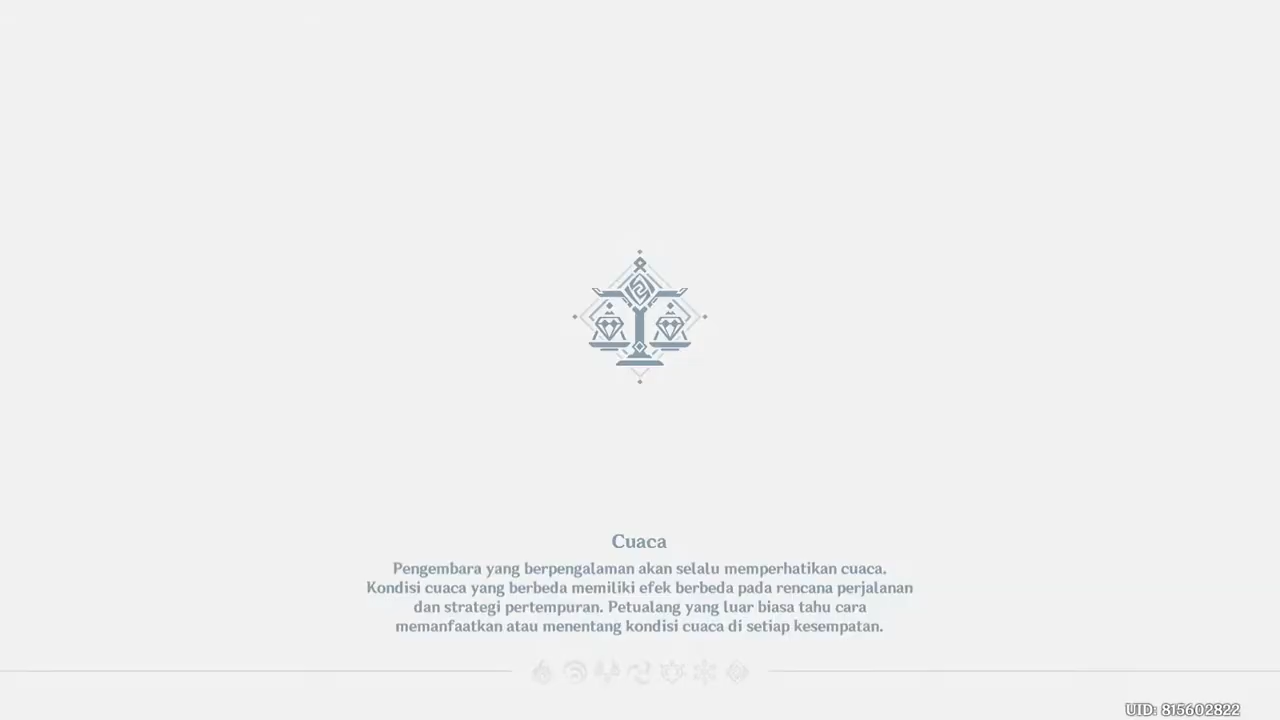 Cuaca
Pengembara yang berpengalaman akan selalu memperhatikan cuaca.
Kondisi cuaca yang berbeda memiliki efek berbeda pada rencana perjalanan
dan strategi pertempuran. Petualang yang luar biasa tahu cara
memanfaatkan atau menentang kondisi cuaca di setiap kesempatan.
UID: 815602822